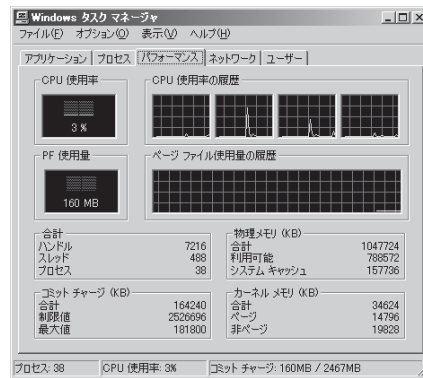 Windows タスク マネージャ
ファイル(F) オプション(O) 表示(V) ヘルプ(H)
アプリケーション プロセス パフォーマンス ネットワーク ユーザー
CPU 使用率
3 %
CPU 使用率の履歴
PF 使用量
160 MB
ページ ファイル使用量の履歴
合計
ハンドル 7216
スレッド 488
プロセス 38
物理メモリ (KB)
合計 1047724
利用可能 788572
システム キャッシュ 157736
コミット チャージ (KB)
合計 164240
制限値 2526696
最大値 181800
カーネル メモリ (KB)
合計 34624
ページ 14796
非ページ 19828
プロセス: 38 CPU 使用率: 3% コミット チャージ: 160MB / 2467MB